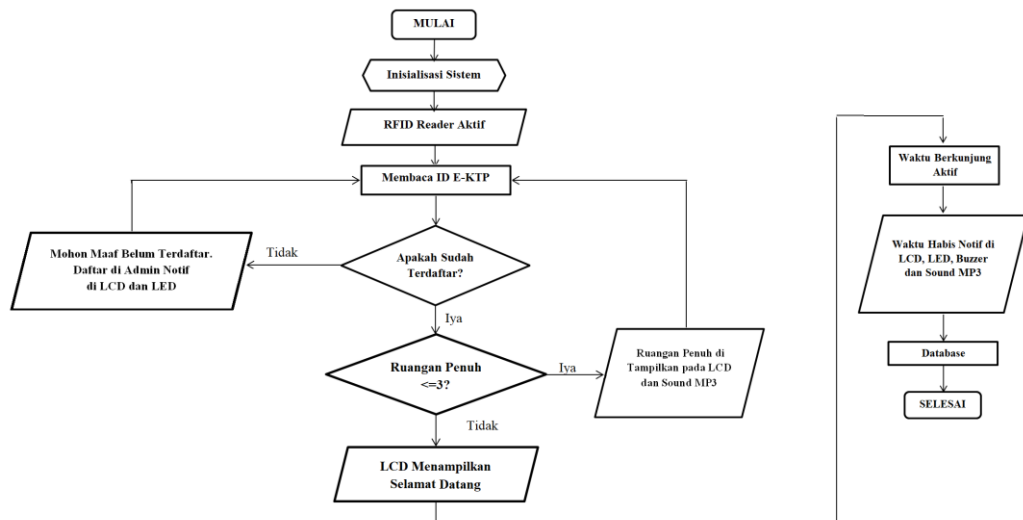 MULAI
Inisialisasi Sistem
RFID Reader Aktif
Membaca ID E-KTP
Apakah Sudah
Terdaftar?
Tidak
Mohon Maaf Belum Terdaftar.
Daftar di Admin Notif
di LCD dan LED
Iya
Ruangan Penuh
<=3?
Iya
Ruangan Penuh di
Tampilkan pada LCD
dan Sound MP3
Tidak
LCD Menampilkan
Selamat Datang
Waktu Berkunjung
Aktif
Waktu Habis Notif di
LCD, LED, Buzzer
dan Sound MP3
Database
SELESAI